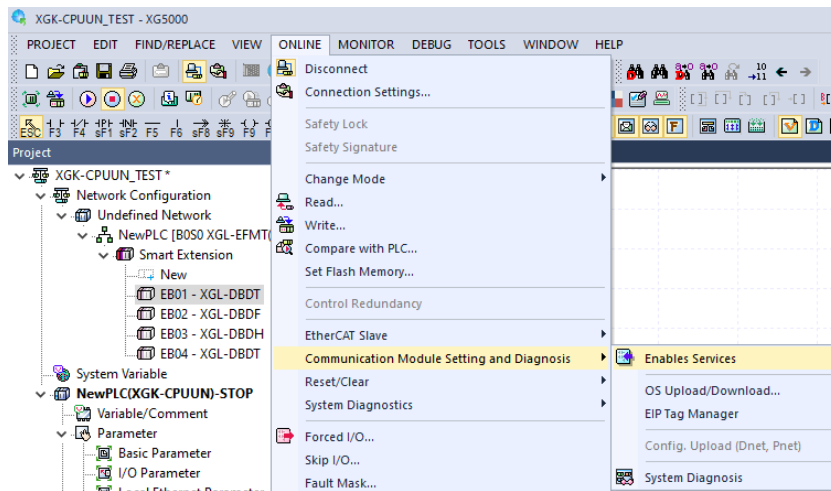 XGK-CPUUN_TEST - XG5000
PROJECT EDIT FIND/REPLACE VIEW ONLINE MONITOR DEBUG TOOLS WINDOW HELP
ESC F3 F4 sF1 sF2 F5 F6 sF8 sF9 F9
Project
XGK-CPUUN_TEST *
Network Configuration
Undefined Network
NewPLC [B0S0 XGL-EFMT(
Smart Extension
New
EB01 - XGL-DBDT
EB02 - XGL-DBDF
EB03 - XGL-DBDH
EB04 - XGL-DBDT
System Variable
NewPLC(XGK-CPUUN)-STOP
Variable/Comment
Parameter
Basic Parameter
I/O Parameter
Local Ethernet Parameter
Disconnect
Connection Settings...
Safety Lock
Safety Signature
Change Mode
Read...
Write...
Compare with PLC...
Set Flash Memory...
Control Redundancy
EtherCAT Slave
Communication Module Setting and Diagnosis
Reset/Clear
System Diagnostics
Forced I/O...
Skip I/O...
Fault Mask...
Enables Services
OS Upload/Download...
EIP Tag Manager
Config. Upload (Dnet, Pnet)
System Diagnosis